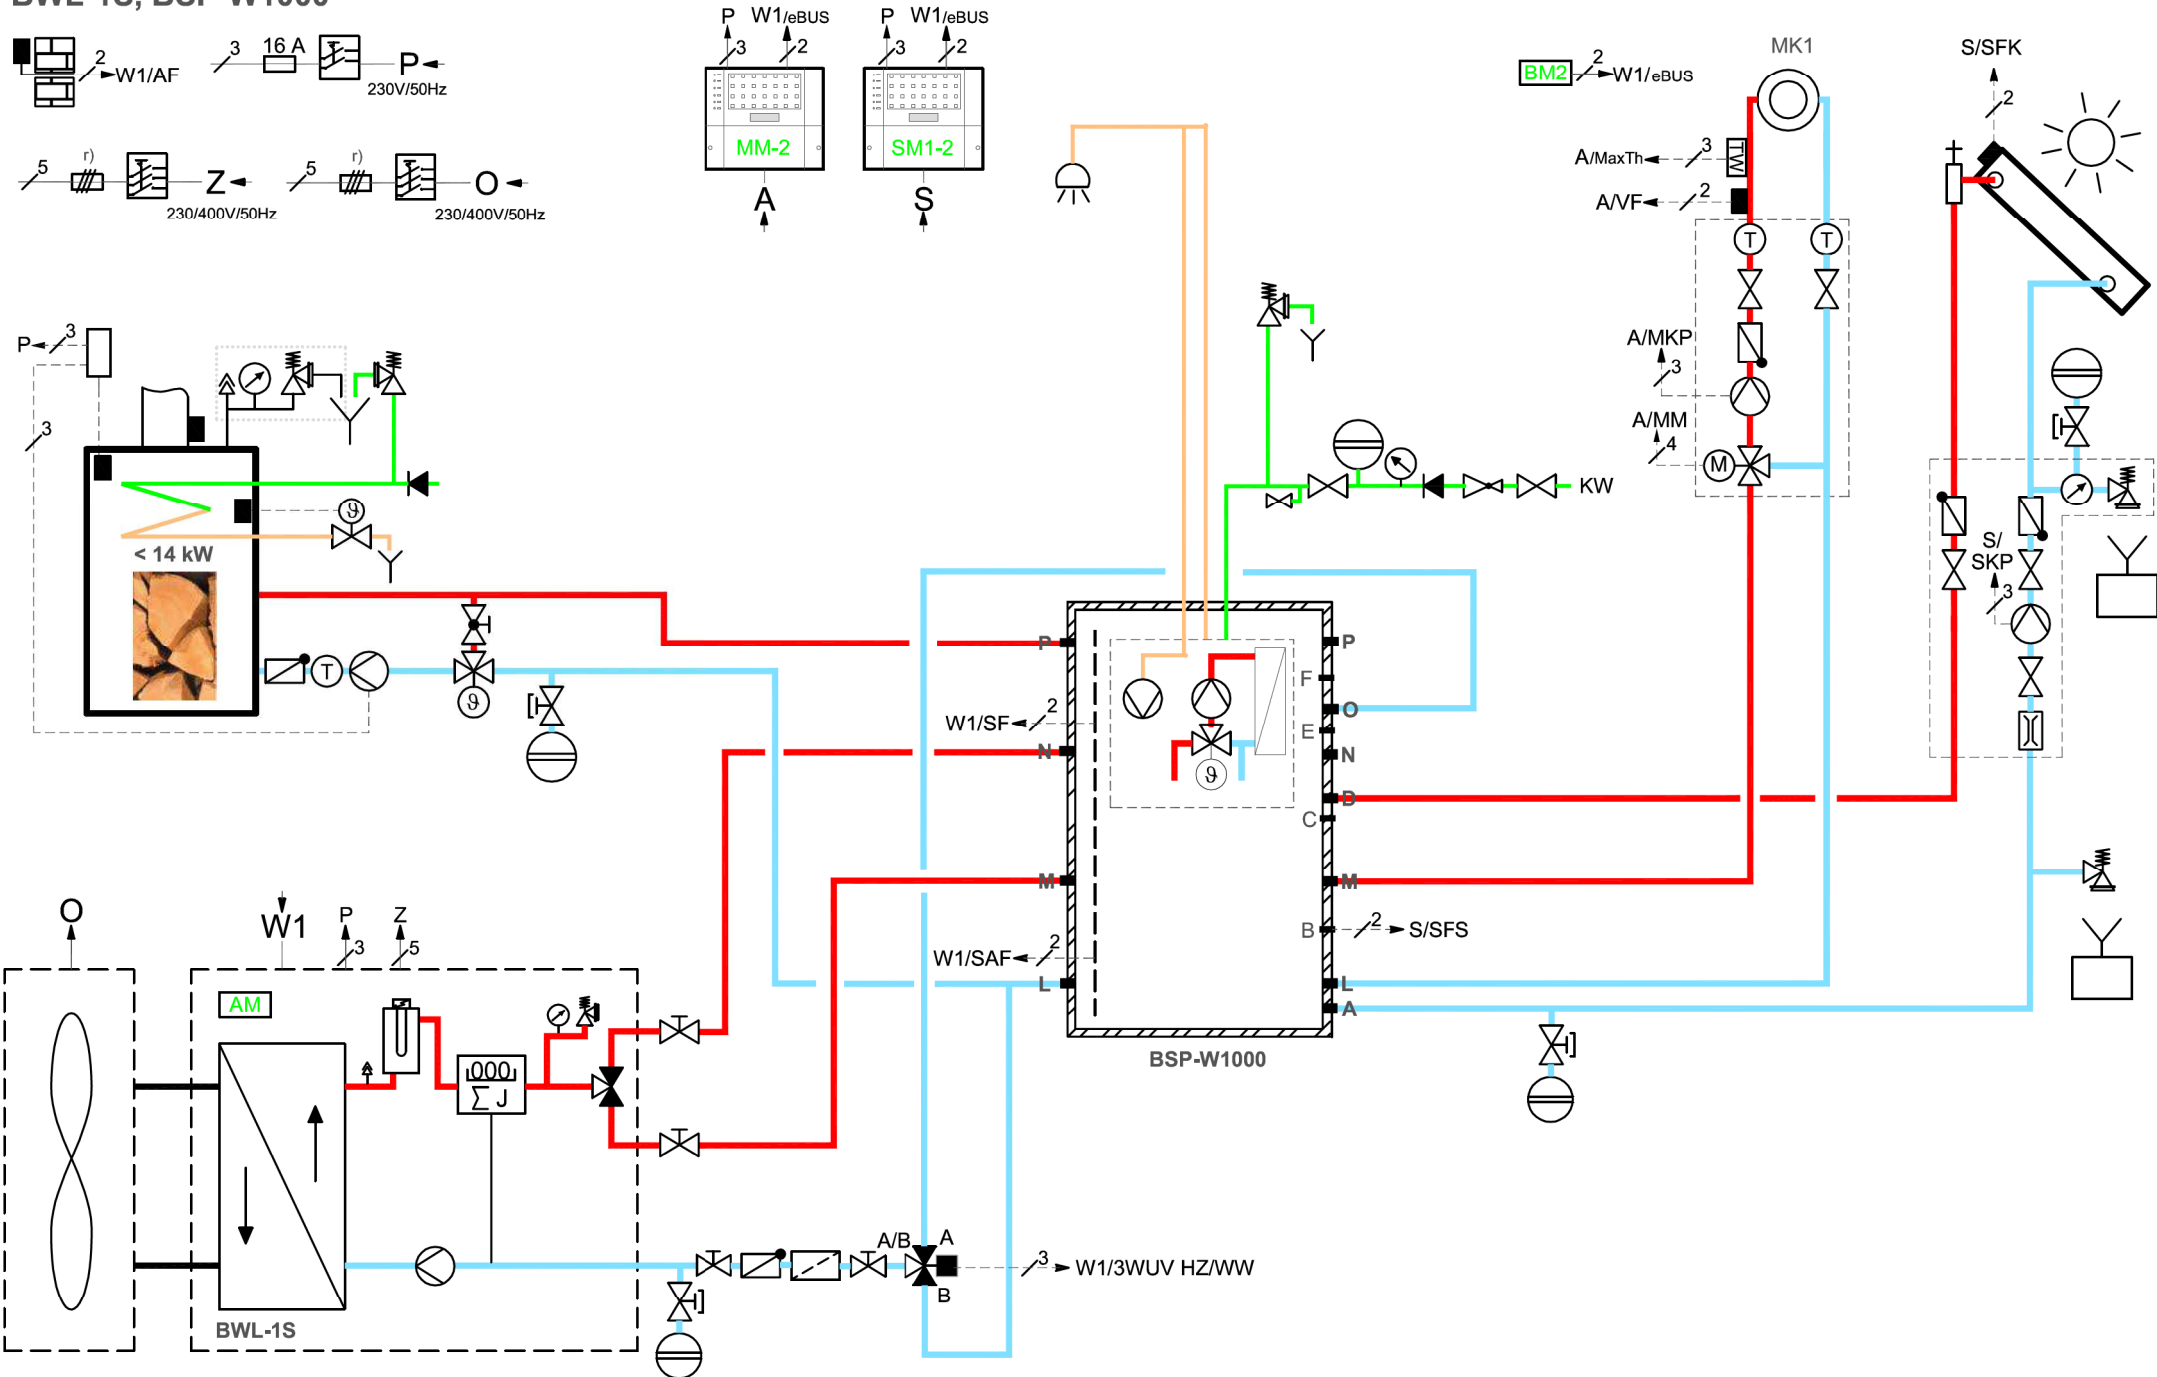 BWL-1S, BSP-W1000
2
W1/AF
3
16 A
P
230V/50Hz
5
r)
Z
230/400V/50Hz
5
r)
O
230/400V/50Hz
P
W1/eBUS
3
2
MM-2
A
P
W1/eBUS
3
2
SM1-2
S
BM2
2
W1/eBUS
MK1
S/SFK
2
A/MaxTh
3
TW
A/VF
2
T
T
A/MKP
3
A/MM
4
M
KW
S/
SKP
3
P
3
3
ϑ
< 14 kW
T
ϑ
P
P
F
W1/SF
2
O
E
N
N
ϑ
D
C
M
M
B
2
S/SFS
W1/SAF
2
L
L
A
BSP-W1000
O
W1
P
3
Z
5
AM
000
∑ J
BWL-1S
A/B
A
B
3
W1/3WUV HZ/WW